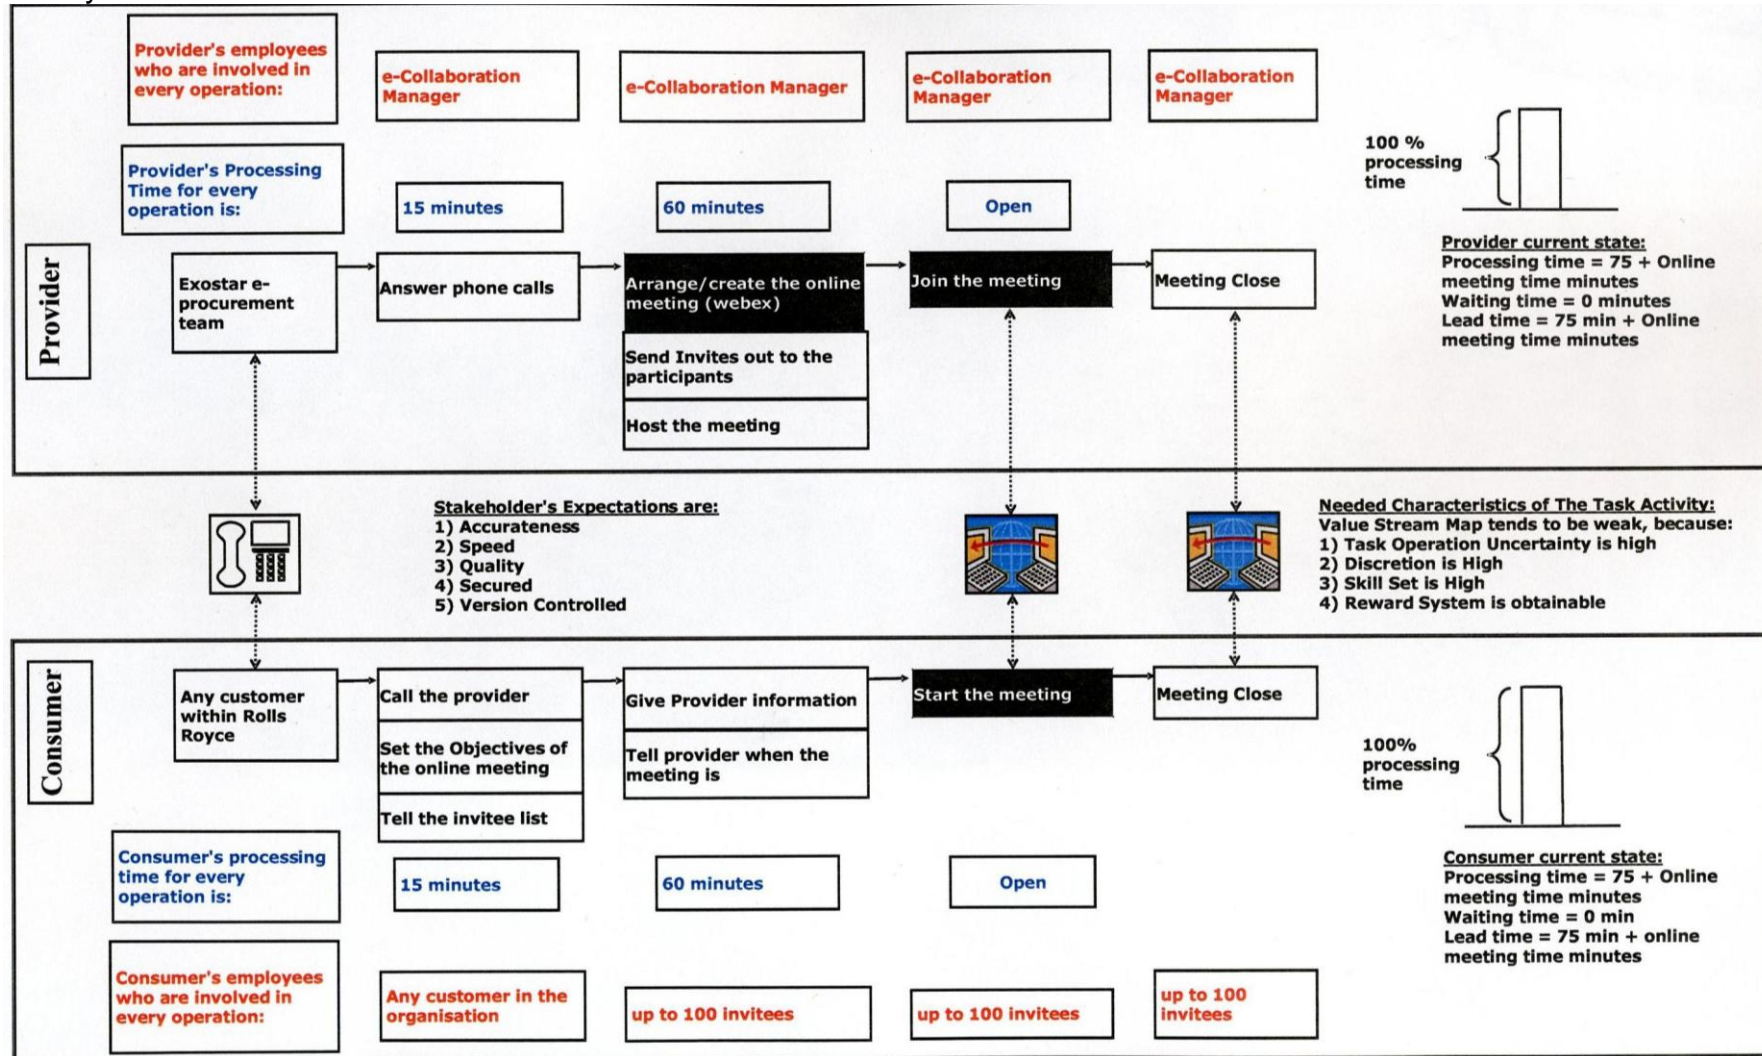 Provider's employees
who are involved in
every operation:
e-Collaboration
Manager
e-Collaboration Manager
e-Collaboration
Manager
e-Collaboration
Manager
Provider's Processing
Time for every
operation is:
15 minutes
60 minutes
Open
100 %
processing
time
Provider
Exostar e-
procurement
team
Answer phone calls
Arrange/create the online
meeting (webex)
Send Invites out to the
participants
Host the meeting
Join the meeting
Meeting Close
Provider current state:
Processing time = 75 + Online
meeting time minutes
Waiting time = 0 minutes
Lead time = 75 min + Online
meeting time minutes
Stakeholder's Expectations are:
1) Accurateness
2) Speed
3) Quality
4) Secured
5) Version Controlled
Needed Characteristics of The Task Activity:
Value Stream Map tends to be weak, because:
1) Task Operation Uncertainty is high
2) Discretion is High
3) Skill Set is High
4) Reward System is obtainable
Consumer
Any customer
within Rolls
Royce
Call the provider
Set the Objectives of
the online meeting
Tell the invitee list
Give Provider information
Tell provider when the
meeting is
Start the meeting
Meeting Close
100%
processing
time
Consumer's processing
time for every
operation is:
15 minutes
60 minutes
Open
Consumer current state:
Processing time = 75 + Online
meeting time minutes
Waiting time = 0 min
Lead time = 75 min + online
meeting time minutes
Consumer's employees
who are involved in
every operation:
Any customer in the
organisation
up to 100 invitees
up to 100 invitees
up to 100
invitees